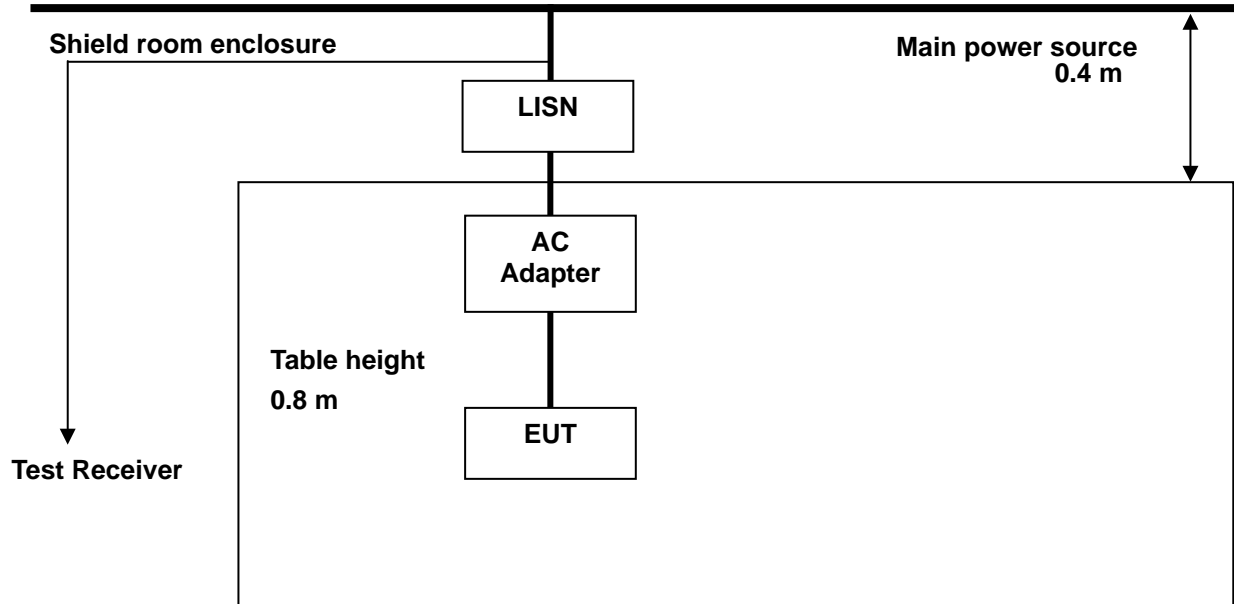 Shield room enclosure
Main power source
0.4 m
LISN
AC
Adapter
Table height
0.8 m
EUT
Test Receiver